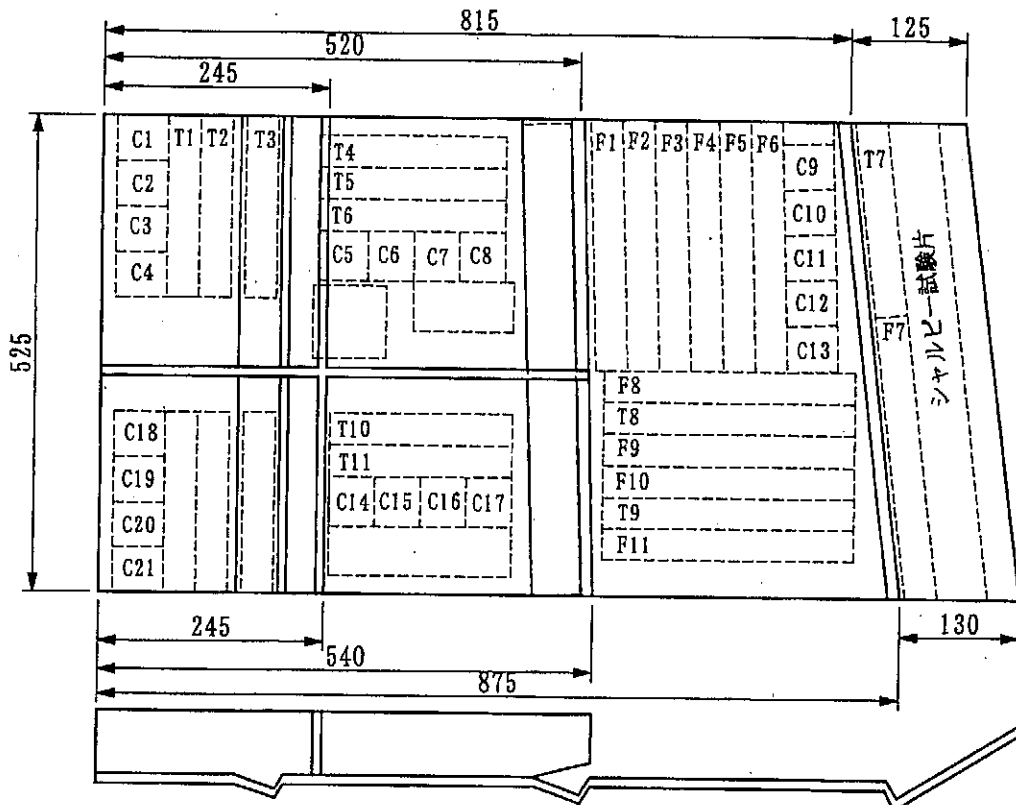 815
125
520
245
C1 T1 T2 T3
C2
C3
C4
T4
T5
T6
C5 C6 C7 C8
F1 F2 F3 F4 F5 F6
C9
C10
C11
C12
C13
T7
F7
シャルピー試験片
525
F8
T8
F9
F10
T9
F11
C18
C19
C20
C21
T10
T11
C14 C15 C16 C17
245
130
540
875